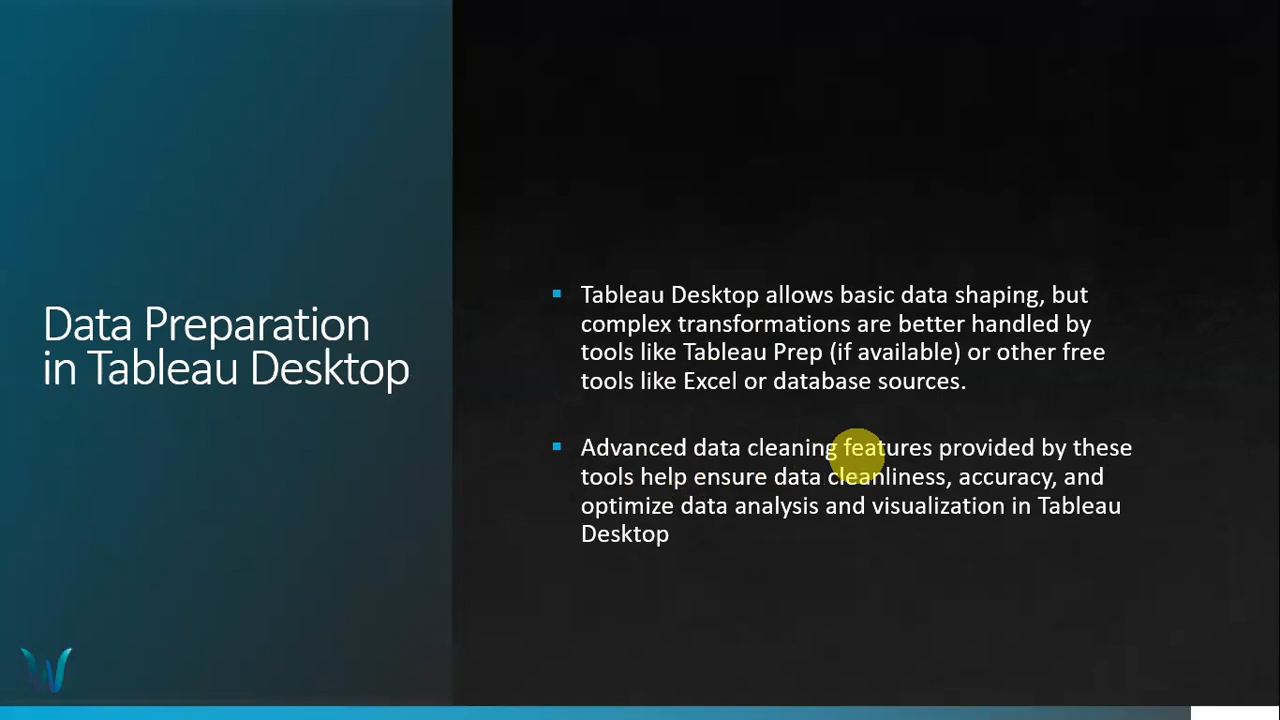 Data Preparation
in Tableau Desktop
Tableau Desktop allows basic data shaping, but
complex transformations are better handled by
tools like Tableau Prep (if available) or other free
tools like Excel or database sources.
Advanced data cleaning features provided by these
tools help ensure data cleanliness, accuracy, and
optimize data analysis and visualization in Tableau
Desktop